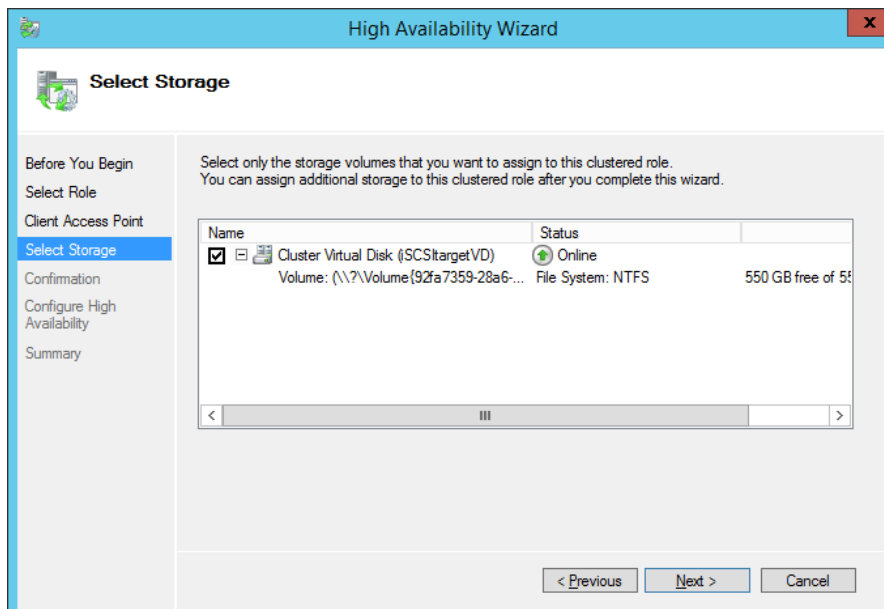 High Availability Wizard
x
Select Storage
Before You Begin
Select Role
Client Access Point
Select Storage
Confirmation
Configure High
Availability
Summary
Select only the storage volumes that you want to assign to this clustered role.
You can assign additional storage to this clustered role after you complete this wizard.
Name Status
Cluster Virtual Disk (iSCSItargetVD) Online
Volume: (\\?\Volume{92fa7359-28a6-... File System: NTFS 550 GB free of 55
< Previous Next > Cancel